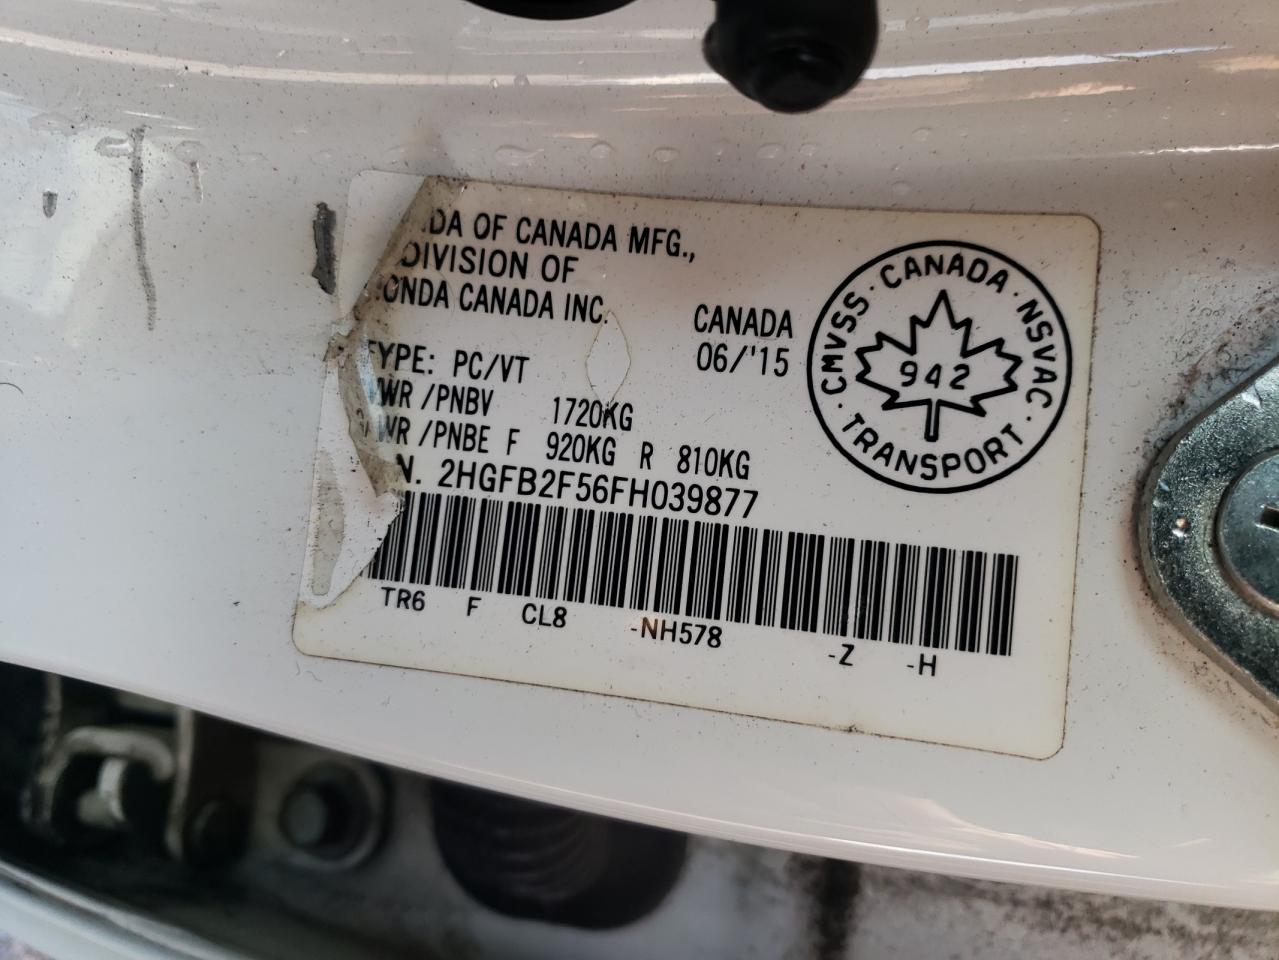 DA OF CANADA MFG.,
DIVISION OF
ONDA CANADA INC.
CANADA
06/'15
TYPE: PC/VT
WR /PNBV 1720KG
WR /PNBE F 920KG R 810KG
N. 2HGFB2F56FH039877
TR6 F CL8 -NH578 -Z -H
CMVSS · CANADA · NSVAC · TRANSPORT ·
942